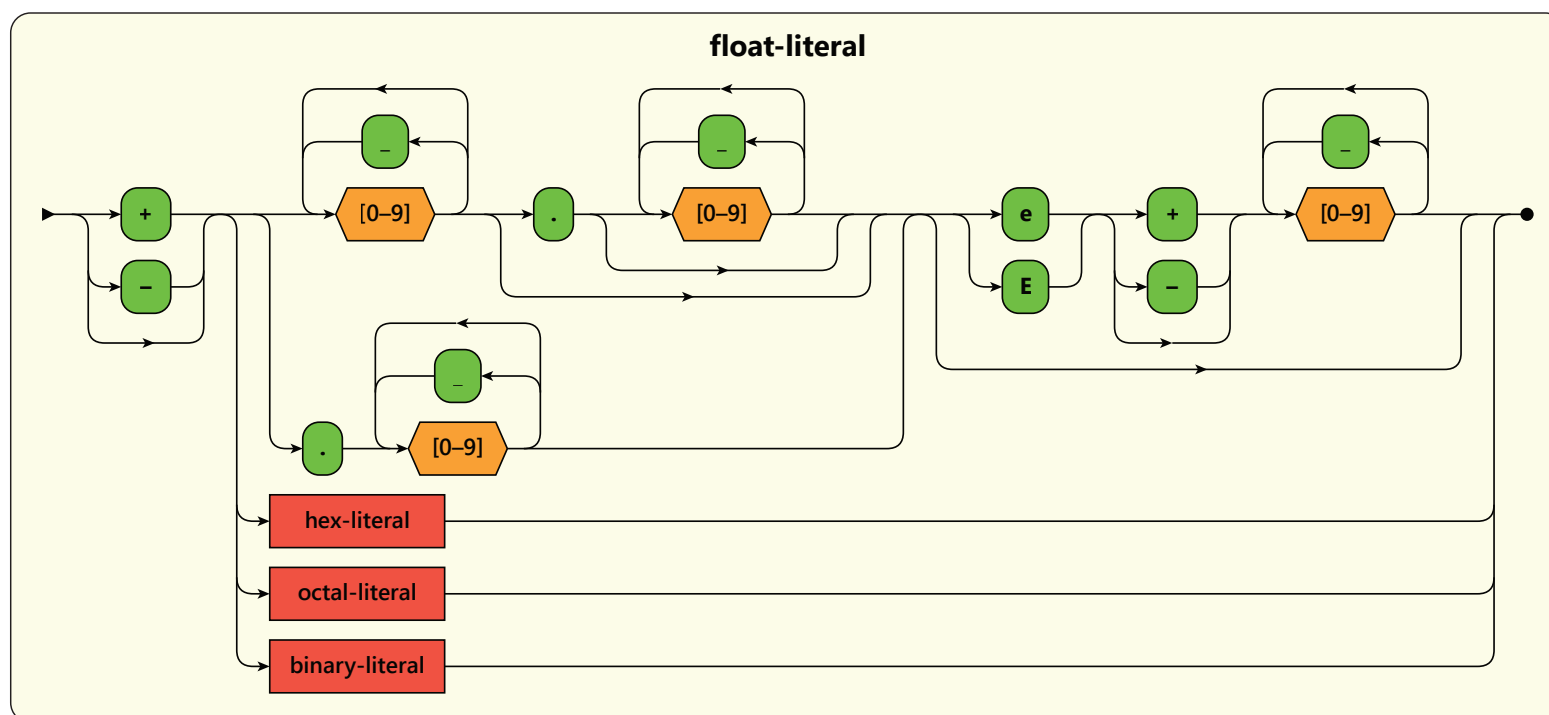 float-literal
_ _ _
+ [0–9] . [0–9] e + [0–9]
– E –
_
. [0–9]
hex-literal
octal-literal
binary-literal